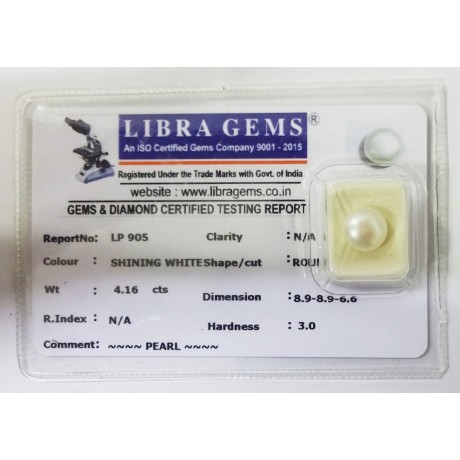 LIBRA GEMS ®
An ISO Certified Gems Company 9001 - 2015
Registered Under the Trade Marks with Govt. of India
website : www.libragems.co.in
GEMS & DIAMOND CERTIFIED TESTING REPORT
ReportNo: LP 905 Clarity : N/A
Colour : SHINING WHITE Shape/cut : ROUN
Wt : 4.16 cts Dimension : 8.9-8.9-6.6
R.Index : N/A Hardness : 3.0
Comment: ~~~~ PEARL ~~~~